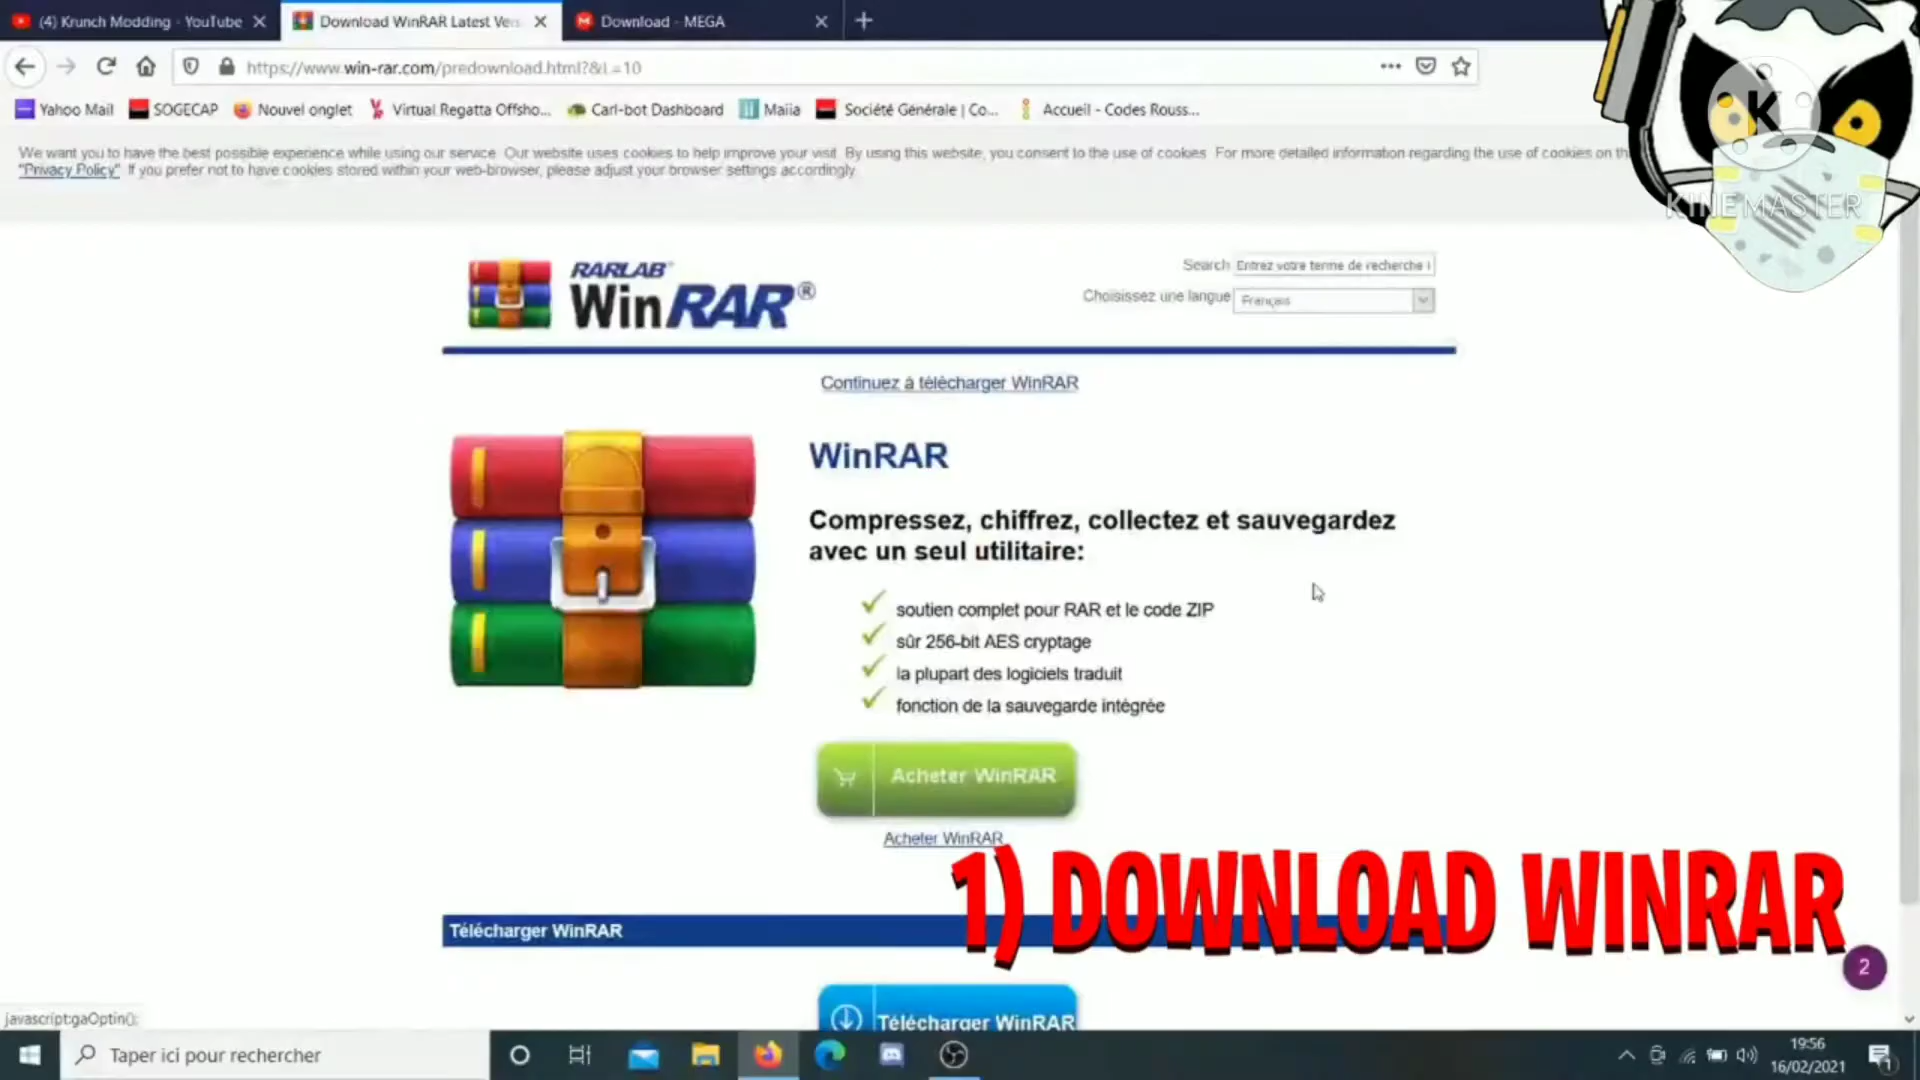 (4) Krunch Modding - YouTube
Download WinRAR Latest Vers
Download - MEGA
https://www.win-rar.com/predownload.html?&L=10
Yahoo Mail
SOGECAP
Nouvel onglet
Virtual Regatta Offsho...
Carl-bot Dashboard
Maiia
Société Générale | Co...
Accueil - Codes Rouss...
We want you to have the best possible experience while using our service. Our website uses cookies to help improve your visit. By using this website, you consent to the use of cookies. For more detailed information regarding the use of cookies on th
"Privacy Policy" If you prefer not to have cookies stored within your web-browser, please adjust your browser settings accordingly.
K
KINEMASTER
RARLAB
WinRAR®
Search Entrez votre terme de recherche i
Choisissez une langue Français
Continuez à télécharger WinRAR
WinRAR
Compressez, chiffrez, collectez et sauvegardez
avec un seul utilitaire:
soutien complet pour RAR et le code ZIP
sûr 256-bit AES cryptage
la plupart des logiciels traduit
fonction de la sauvegarde intégrée
Acheter WinRAR
Acheter WinRAR
1) DOWNLOAD WINRAR
Télécharger WinRAR
2
Télécharger WinRAR
javascript:gaOptin();
Taper ici pour rechercher
19:56
16/02/2021
1